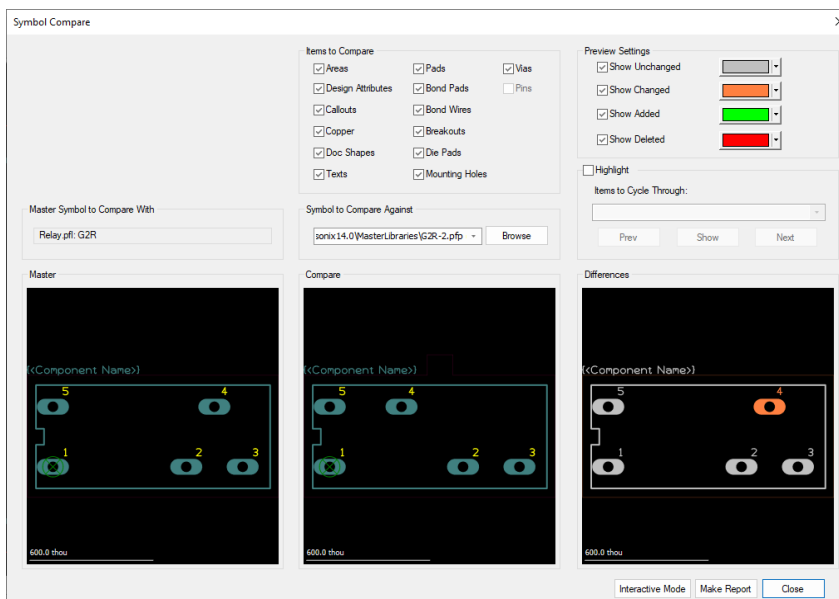 Symbol Compare
Items to Compare
Areas
Pads
Vias
Design Attributes
Bond Pads
Pins
Callouts
Bond Wires
Copper
Breakouts
Doc Shapes
Die Pads
Texts
Mounting Holes
Preview Settings
Show Unchanged
Show Changed
Show Added
Show Deleted
Highlight
Items to Cycle Through:
Prev Show Next
Master Symbol to Compare With
Relay.pfl: G2R
Symbol to Compare Against
sonix14.0\MasterLibraries\G2R-2.pfp
Browse
Master
{<Component Name>}
5 4
1 2 3
600.0 thou
Compare
{<Component Name>}
5 4
1 2 3
600.0 thou
Differences
{<Component Name>}
5 4
1 2 3
600.0 thou
Interactive Mode Make Report Close